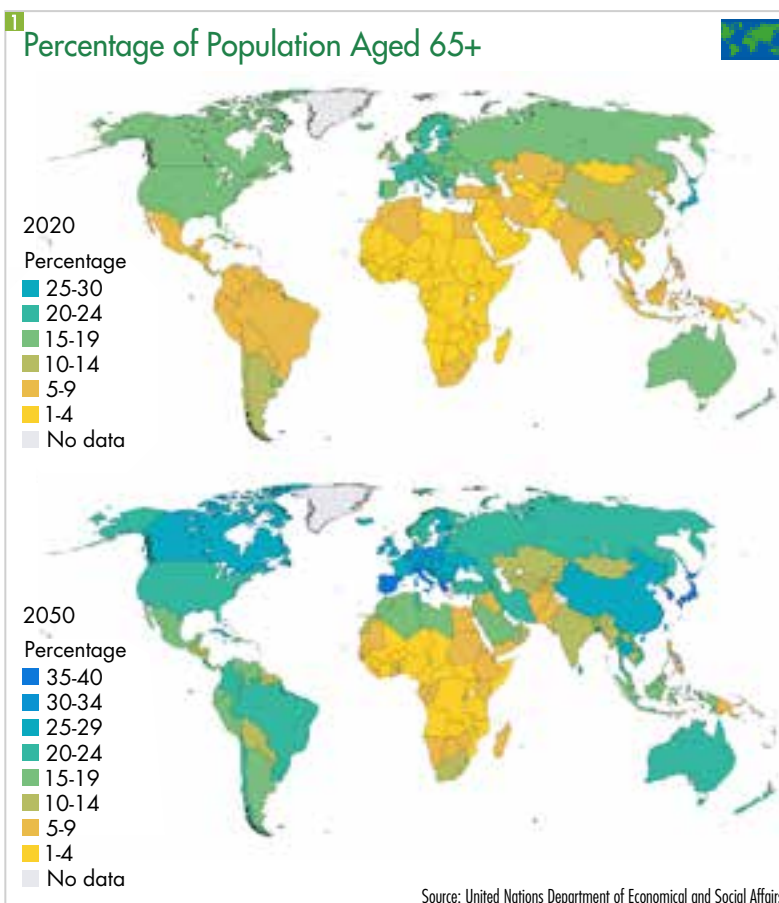 1
Percentage of Population Aged 65+
2020
Percentage
25-30
20-24
15-19
10-14
5-9
1-4
No data
2050
Percentage
35-40
30-34
25-29
20-24
15-19
10-14
5-9
1-4
No data
Source: United Nations Department of Economical and Social Affairs